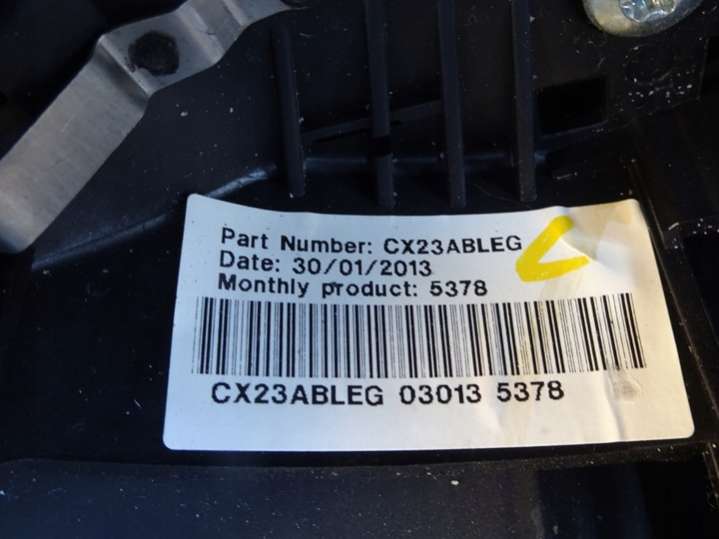 Part Number: CX23ABLEG
Date: 30/01/2013
Monthly product: 5378
CX23ABLEG 03013 5378